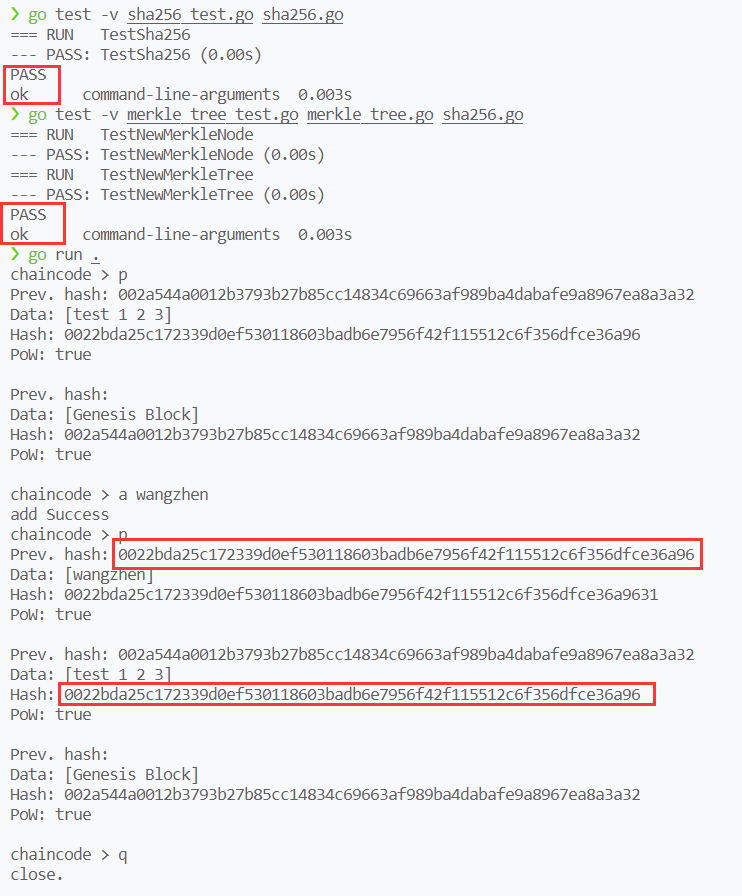 ❯ go test -v sha256_test.go sha256.go
=== RUN   TestSha256
--- PASS: TestSha256 (0.00s)
PASS
ok      command-line-arguments  0.003s
❯ go test -v merkle_tree_test.go merkle_tree.go sha256.go
=== RUN   TestNewMerkleNode
--- PASS: TestNewMerkleNode (0.00s)
=== RUN   TestNewMerkleTree
--- PASS: TestNewMerkleTree (0.00s)
PASS
ok      command-line-arguments  0.003s
❯ go run .
chaincode > p
Prev. hash: 002a544a0012b3793b27b85cc14834c69663af989ba4dabafe9a8967ea8a3a32
Data: [test 1 2 3]
Hash: 0022bda25c172339d0ef530118603badb6e7956f42f115512c6f356dfce36a96
PoW: true
Prev. hash:
Data: [Genesis Block]
Hash: 002a544a0012b3793b27b85cc14834c69663af989ba4dabafe9a8967ea8a3a32
PoW: true
chaincode > a wangzhen
add Success
chaincode > p
Prev. hash: 0022bda25c172339d0ef530118603badb6e7956f42f115512c6f356dfce36a96
Data: [wangzhen]
Hash: 0022bda25c172339d0ef530118603badb6e7956f42f115512c6f356dfce36a9631
PoW: true
Prev. hash: 002a544a0012b3793b27b85cc14834c69663af989ba4dabafe9a8967ea8a3a32
Data: [test 1 2 3]
Hash: 0022bda25c172339d0ef530118603badb6e7956f42f115512c6f356dfce36a96
PoW: true
Prev. hash:
Data: [Genesis Block]
Hash: 002a544a0012b3793b27b85cc14834c69663af989ba4dabafe9a8967ea8a3a32
PoW: true
chaincode > q
close.